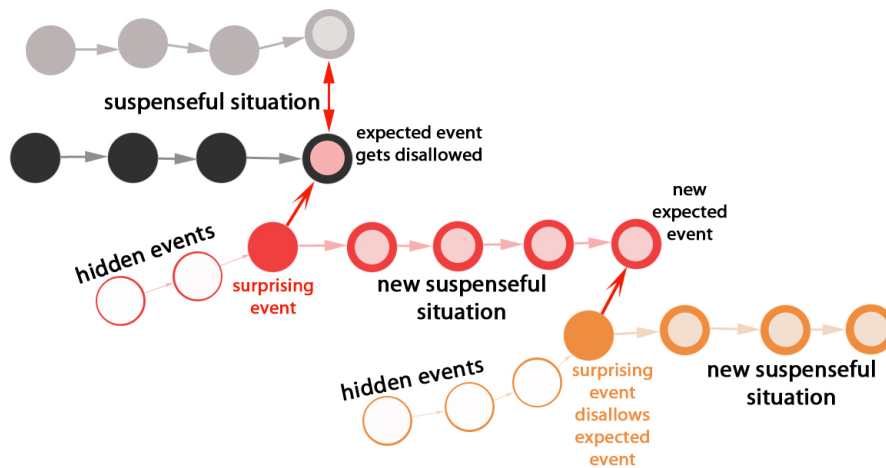 suspenseful situation
expected event
gets disallowed
hidden events
surprising
event
new suspenseful
situation
new
expected
event
hidden events
surprising
event
disallows
expected
event
new suspenseful
situation